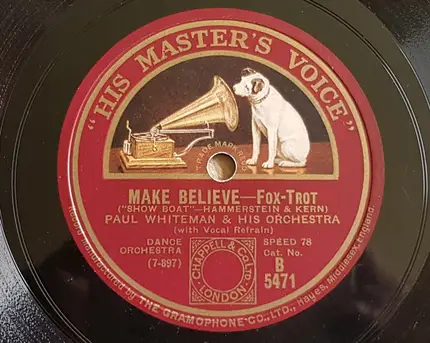 "HIS MASTER'S VOICE"
TRADE MARK
MAKE BELIEVE—FOX-TROT
("SHOW BOAT"—HAMMERSTEIN & KERN)
PAUL WHITEMAN & HIS ORCHESTRA
(with Vocal Refrain)
DANCE
ORCHESTRA
(7-897)
CHAPPELL & CO LTD
LONDON
SPEED 78
Cat. No.
B
5471
Record manufactured by THE GRAMOPHONE CO., LTD., Hayes, Middlesex, England.